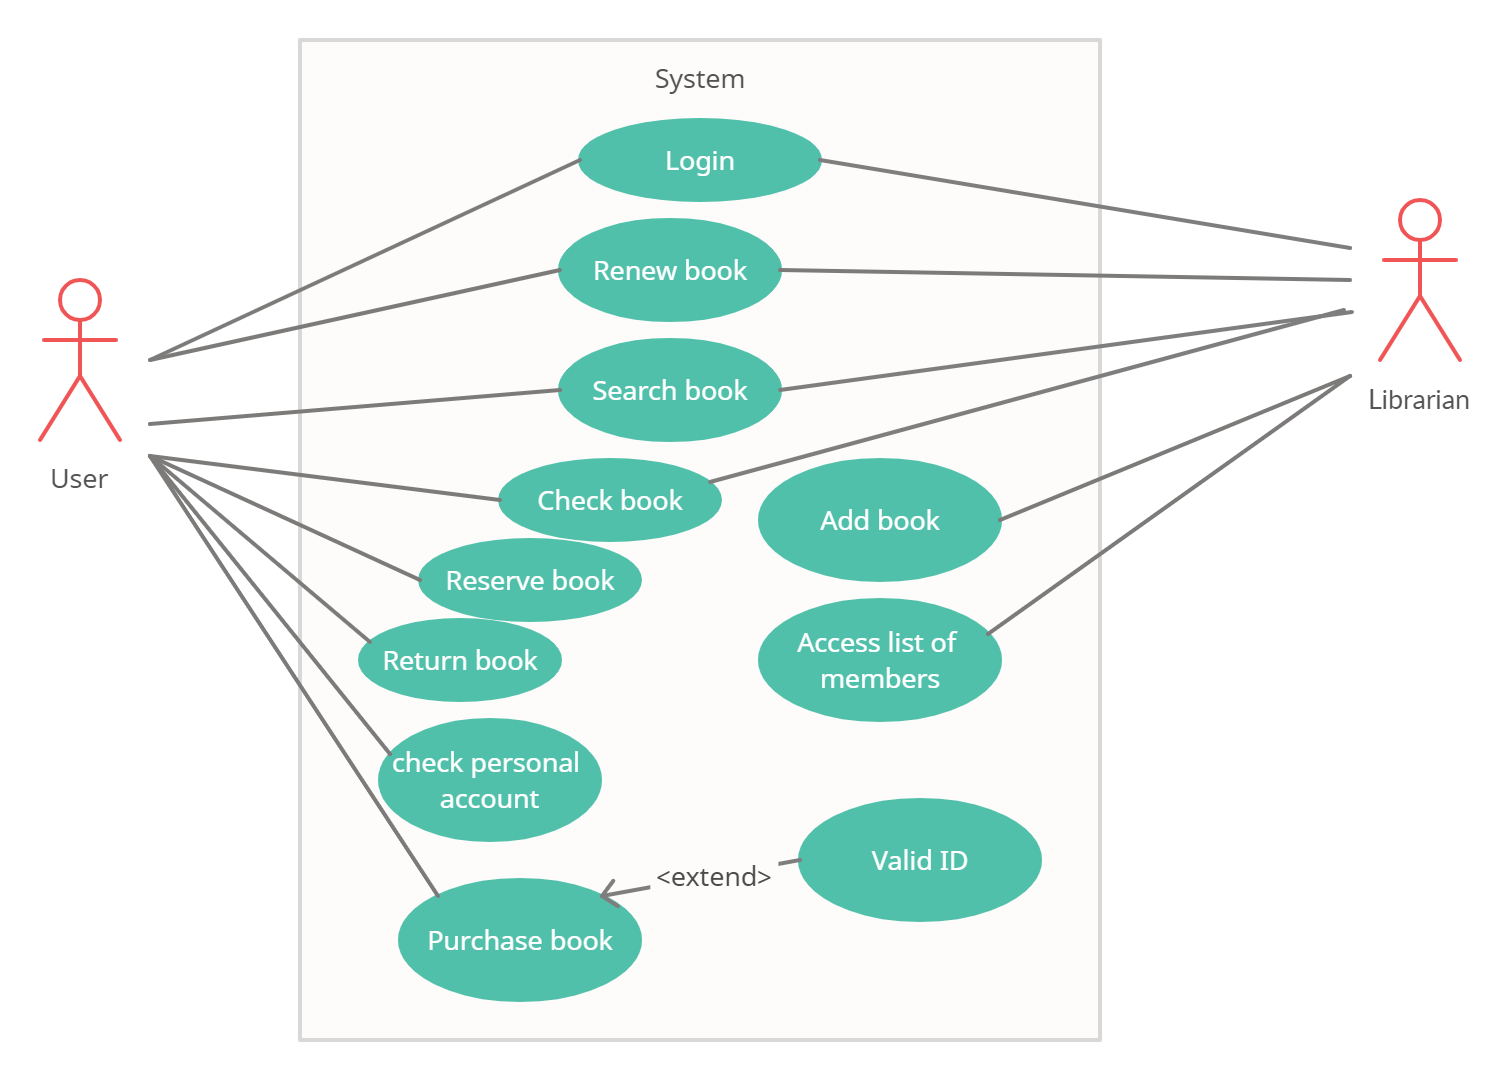 System
Login
Renew book
Search book
Librarian
User
Check book
Add book
Reserve book
Access list of
members
Return book
check personal
account
Valid ID
<extend>
Purchase book